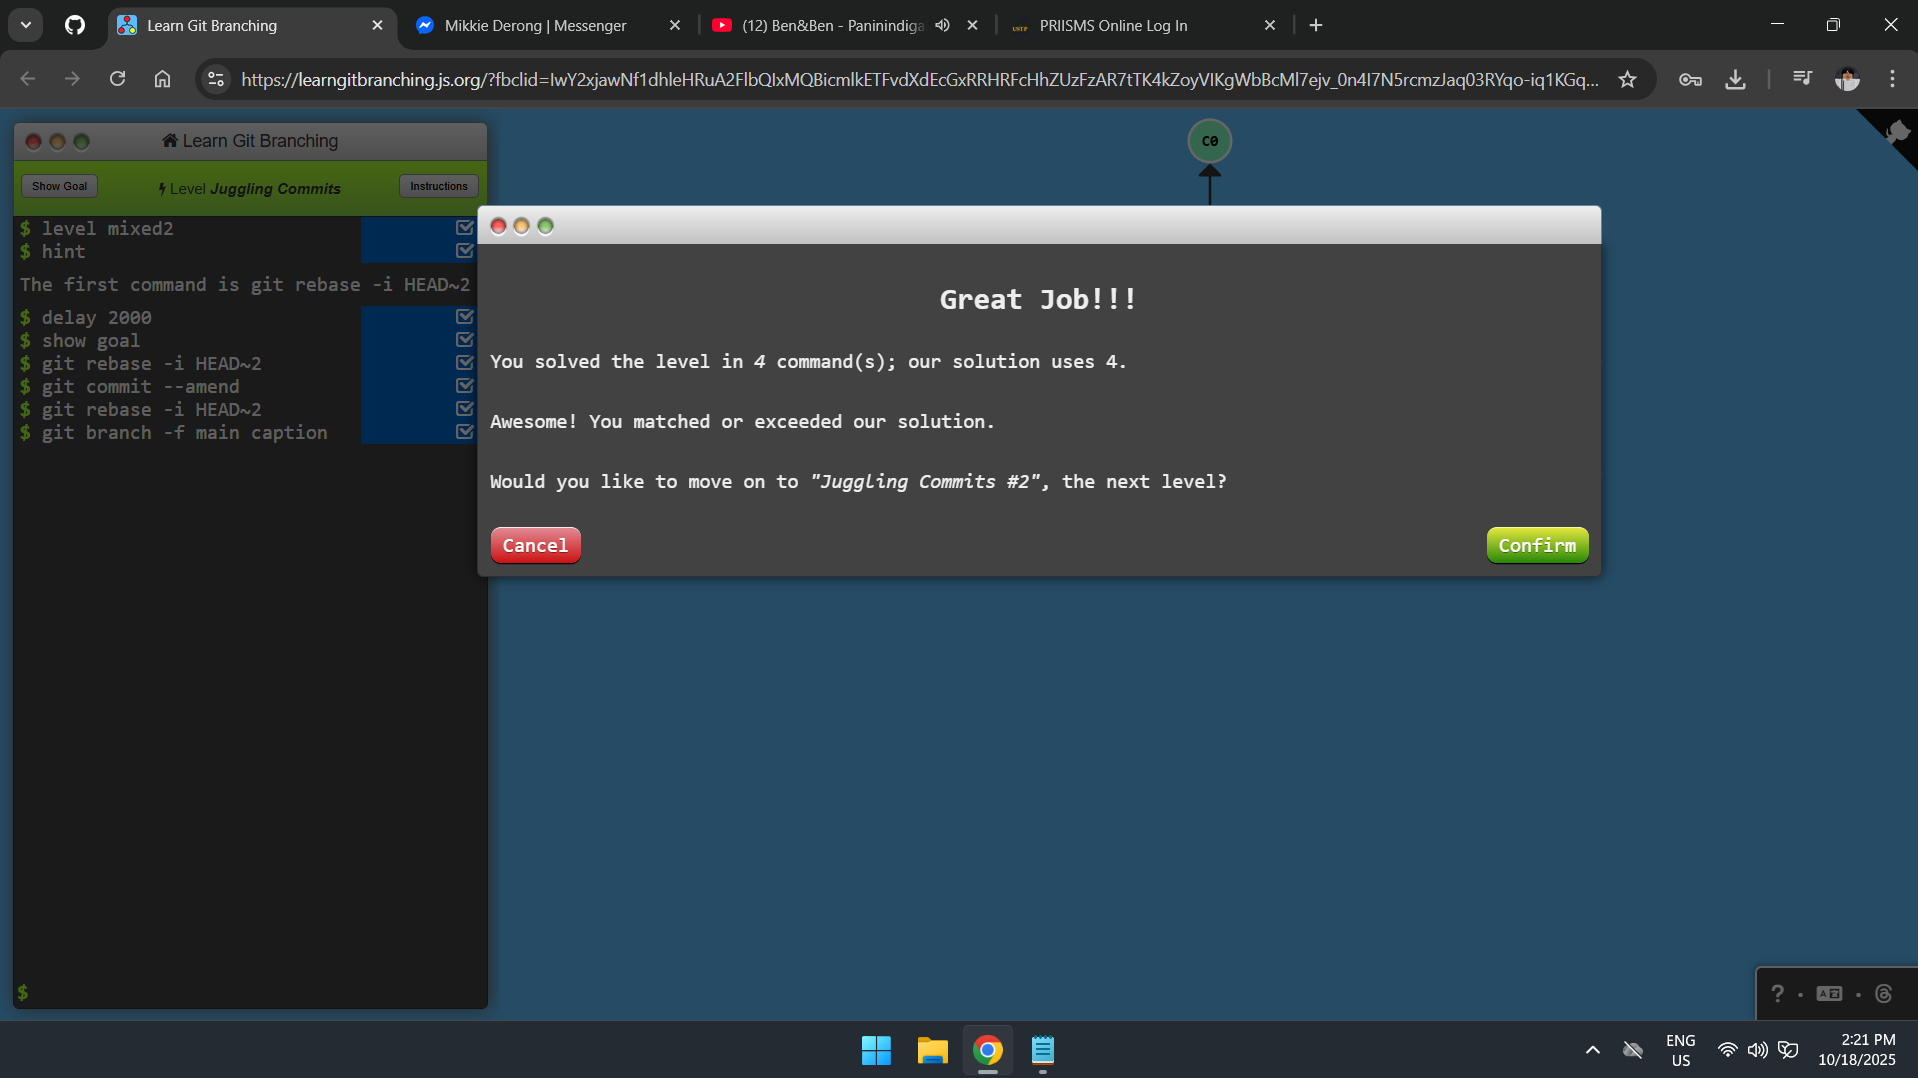 Learn Git Branching
Mikkie Derong | Messenger
(12) Ben&Ben - Paninindiga
PRIISMS Online Log In
https://learngitbranching.js.org/?fbclid=IwY2xjawNf1dhleHRuA2FlbQIxMQBicmlkETFvdXdEcGxRRHRFcHhZUzFzAR7tTK4kZoyVIKgWbBcMl7ejv_0n4I7N5rcmzJaq03RYqo-iq1KGq...
Learn Git Branching
C0
Show Goal
Level Juggling Commits
Instructions
$ level mixed2
$ hint
The first command is git rebase -i HEAD~2
$ delay 2000
$ show goal
$ git rebase -i HEAD~2
$ git commit --amend
$ git rebase -i HEAD~2
$ git branch -f main caption
$
Great Job!!!
You solved the level in 4 command(s); our solution uses 4.
Awesome! You matched or exceeded our solution.
Would you like to move on to "Juggling Commits #2", the next level?
Cancel
Confirm
ENG
US
2:21 PM
10/18/2025